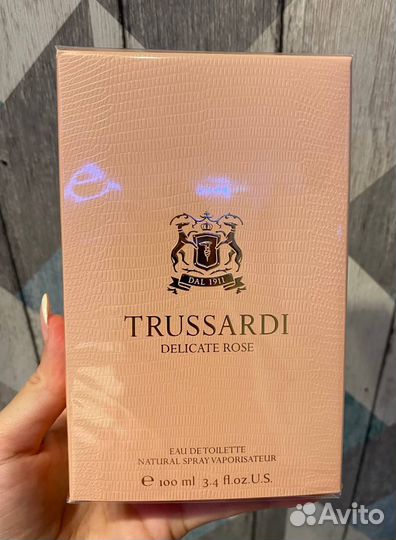 DAL 1911
TRUSSARDI
DELICATE ROSE
EAU DE TOILETTE
NATURAL SPRAY VAPORISATEUR
℮ 100 ml 3.4 fl.oz.U.S.
Avito